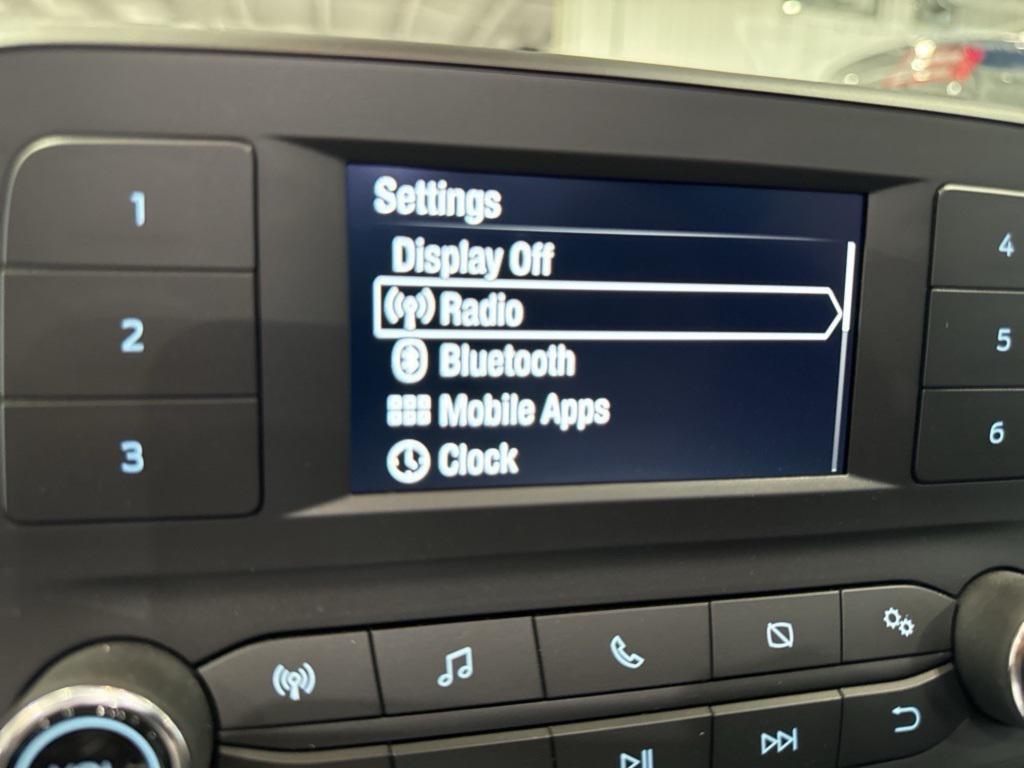 Settings
Display Off
Radio
Bluetooth
Mobile Apps
Clock
1
2
3
4
5
6